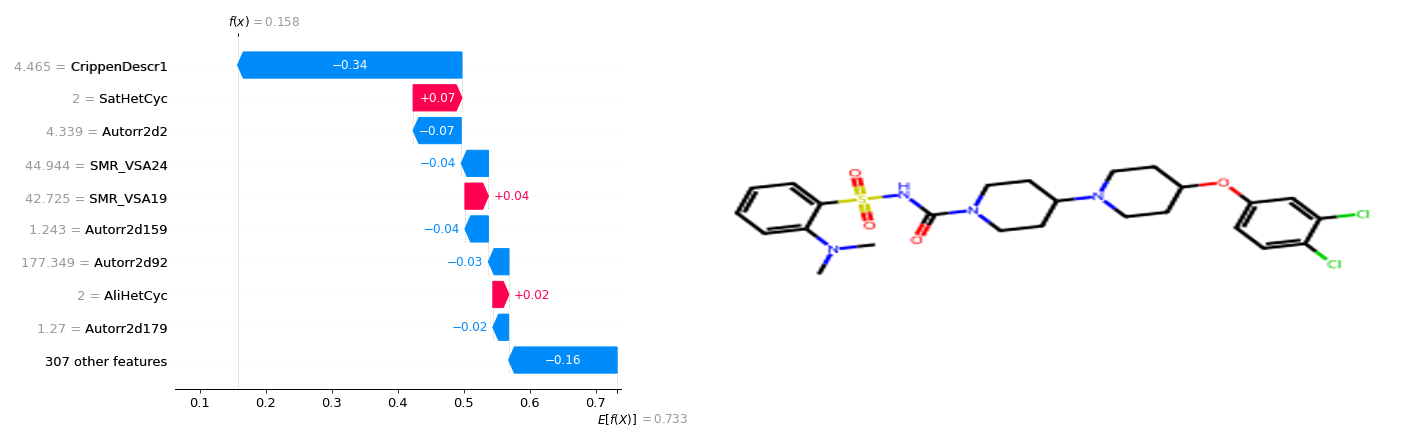 f(x) = 0.158
4.465 = CrippenDescr1
−0.34
2 = SatHetCyc
+0.07
4.339 = Autorr2d2
−0.07
44.944 = SMR_VSA24
−0.04
42.725 = SMR_VSA19
+0.04
1.243 = Autorr2d159
−0.04
177.349 = Autorr2d92
−0.03
2 = AliHetCyc
+0.02
1.27 = Autorr2d179
−0.02
307 other features
−0.16
0.1 0.2 0.3 0.4 0.5 0.6 0.7
E[f(X)] = 0.733
O
S
O
H
N
O
N
N
N
O
Cl
Cl